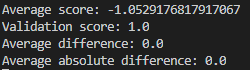 Average score: -1.0529176817917067
Validation score: 1.0
Average difference: 0.0
Average absolute difference: 0.0